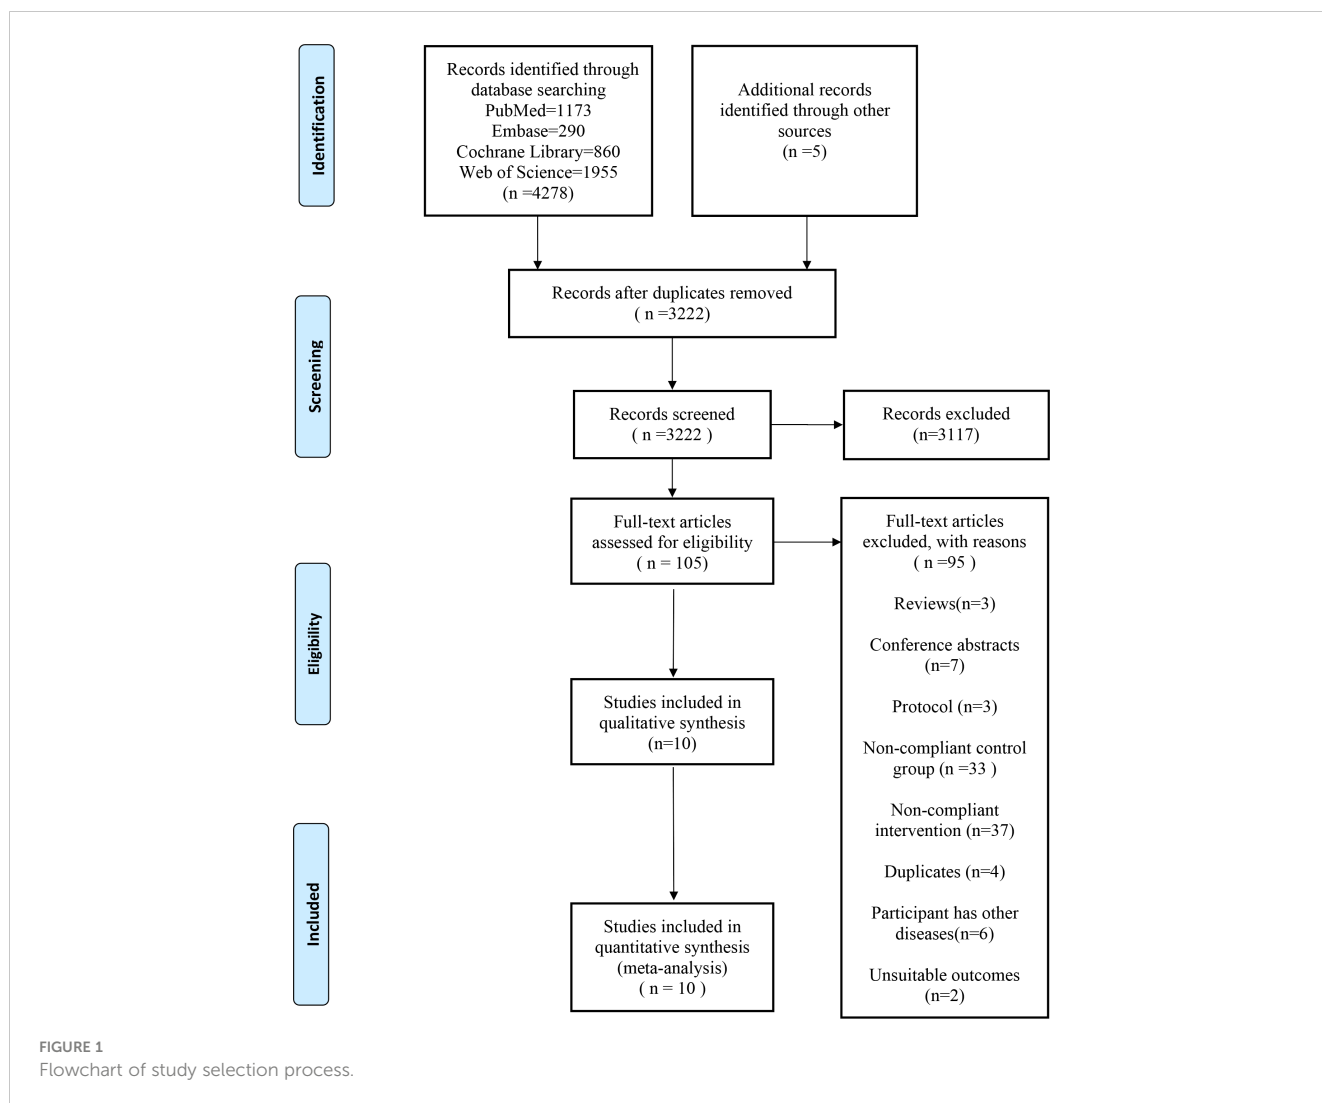 Identification
Records identified through
database searching
PubMed=1173
Embase=290
Cochrane Library=860
Web of Science=1955
(n =4278)
Additional records
identified through other
sources
(n =5)
Records after duplicates removed
( n =3222)
Screening
Records screened
( n =3222 )
Records excluded
(n=3117)
Full-text articles
assessed for eligibility
( n = 105)
Full-text articles
excluded, with reasons
( n =95 )
Reviews(n=3)
Conference abstracts
(n=7)
Protocol (n=3)
Non-compliant control
group (n =33 )
Non-compliant
intervention (n=37)
Duplicates (n=4)
Participant has other
diseases(n=6)
Unsuitable outcomes
(n=2)
Eligibility
Studies included in
qualitative synthesis
(n=10)
Included
Studies included in
quantitative synthesis
(meta-analysis)
( n = 10 )
FIGURE 1
Flowchart of study selection process.